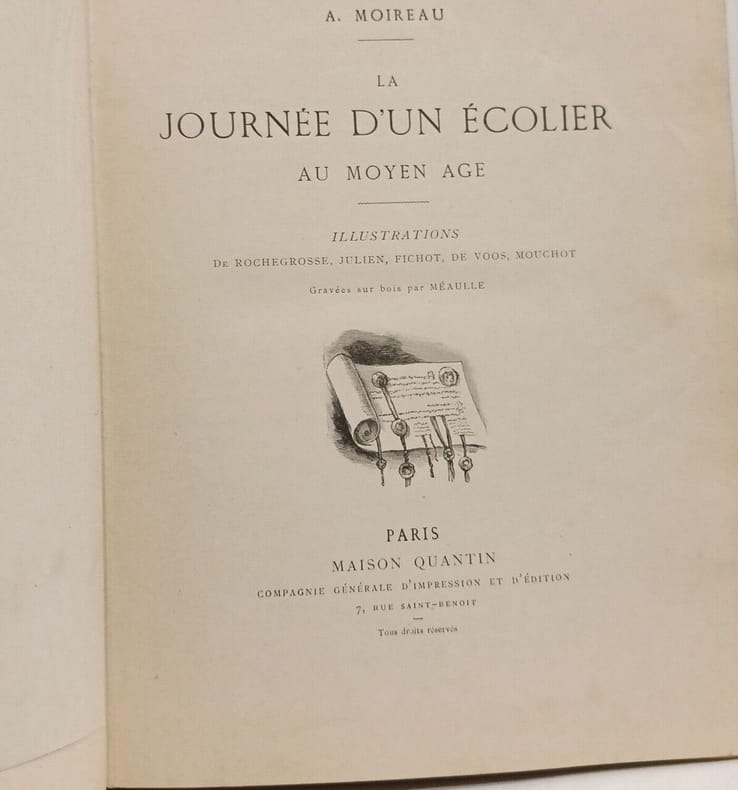 A. MOIREAU
LA
JOURNÉE D'UN ÉCOLIER
AU MOYEN AGE
ILLUSTRATIONS
DE ROCHEGROSSE, JULIEN, FICHOT, DE VOOS, MOUCHOT
Gravées sur bois par MÉAULLE
PARIS
MAISON QUANTIN
COMPAGNIE GÉNÉRALE D'IMPRESSION ET D'ÉDITION
7, RUE SAINT-BENOIT
Tous droits réservés